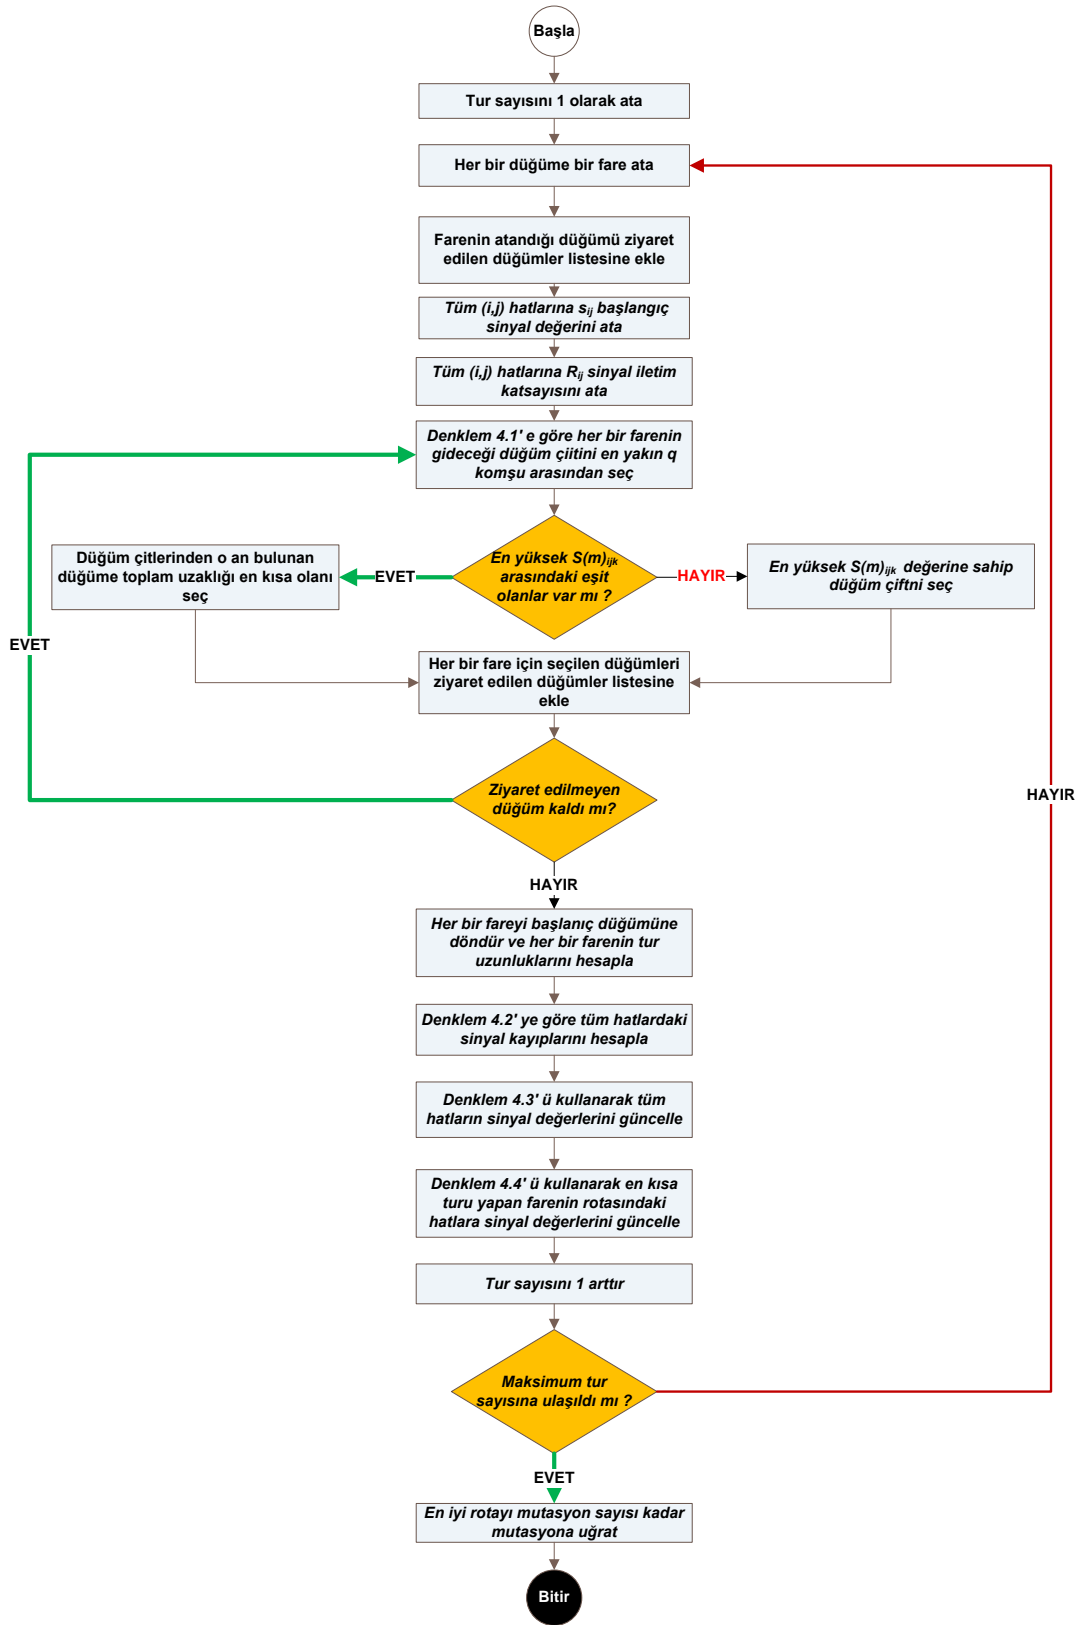 Başla
Tur sayısını 1 olarak ata
Her bir düğüme bir fare ata
Farenin atandığı düğümü ziyaret
edilen düğümler listesine ekle
Tüm (i,j) hatlarına sij başlangıç
sinyal değerini ata
Tüm (i,j) hatlarına Rij sinyal iletim
katsayısını ata
Denklem 4.1' e göre her bir farenin
gideceği düğüm çiitini en yakın q
komşu arasından seç
En yüksek S(m)ijk
arasındaki eşit
olanlar var mı ?
EVET
HAYIR
Düğüm çitlerinden o an bulunan
düğüme toplam uzaklığı en kısa olanı
seç
En yüksek S(m)ijk değerine sahip
düğüm çiftni seç
EVET
Her bir fare için seçilen düğümleri
ziyaret edilen düğümler listesine
ekle
Ziyaret edilmeyen
düğüm kaldı mı?
HAYIR
HAYIR
Her bir fareyi başlanıç düğümüne
döndür ve her bir farenin tur
uzunluklarını hesapla
Denklem 4.2' ye göre tüm hatlardaki
sinyal kayıplarını hesapla
Denklem 4.3' ü kullanarak tüm
hatların sinyal değerlerini güncelle
Denklem 4.4' ü kullanarak en kısa
turu yapan farenin rotasındaki
hatlara sinyal değerlerini güncelle
Tur sayısını 1 arttır
Maksimum tur
sayısına ulaşıldı mı ?
EVET
En iyi rotayı mutasyon sayısı kadar
mutasyona uğrat
Bitir